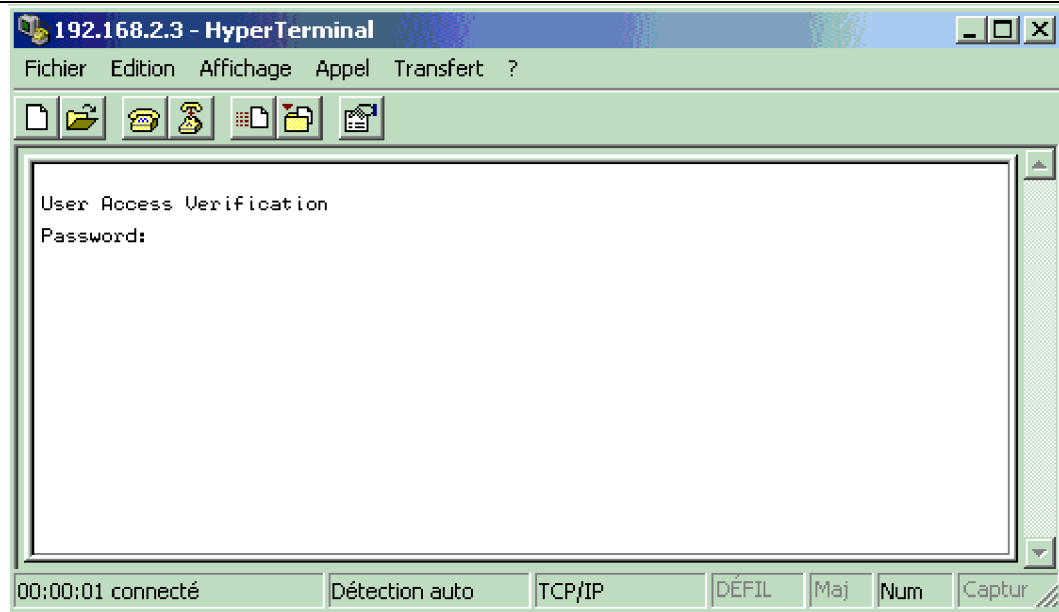 192.168.2.3 - HyperTerminal
Fichier Edition Affichage Appel Transfert ?
User Access Verification
Password:
00:00:01 connecté Détection auto TCP/IP DÉFIL Maj Num Captur